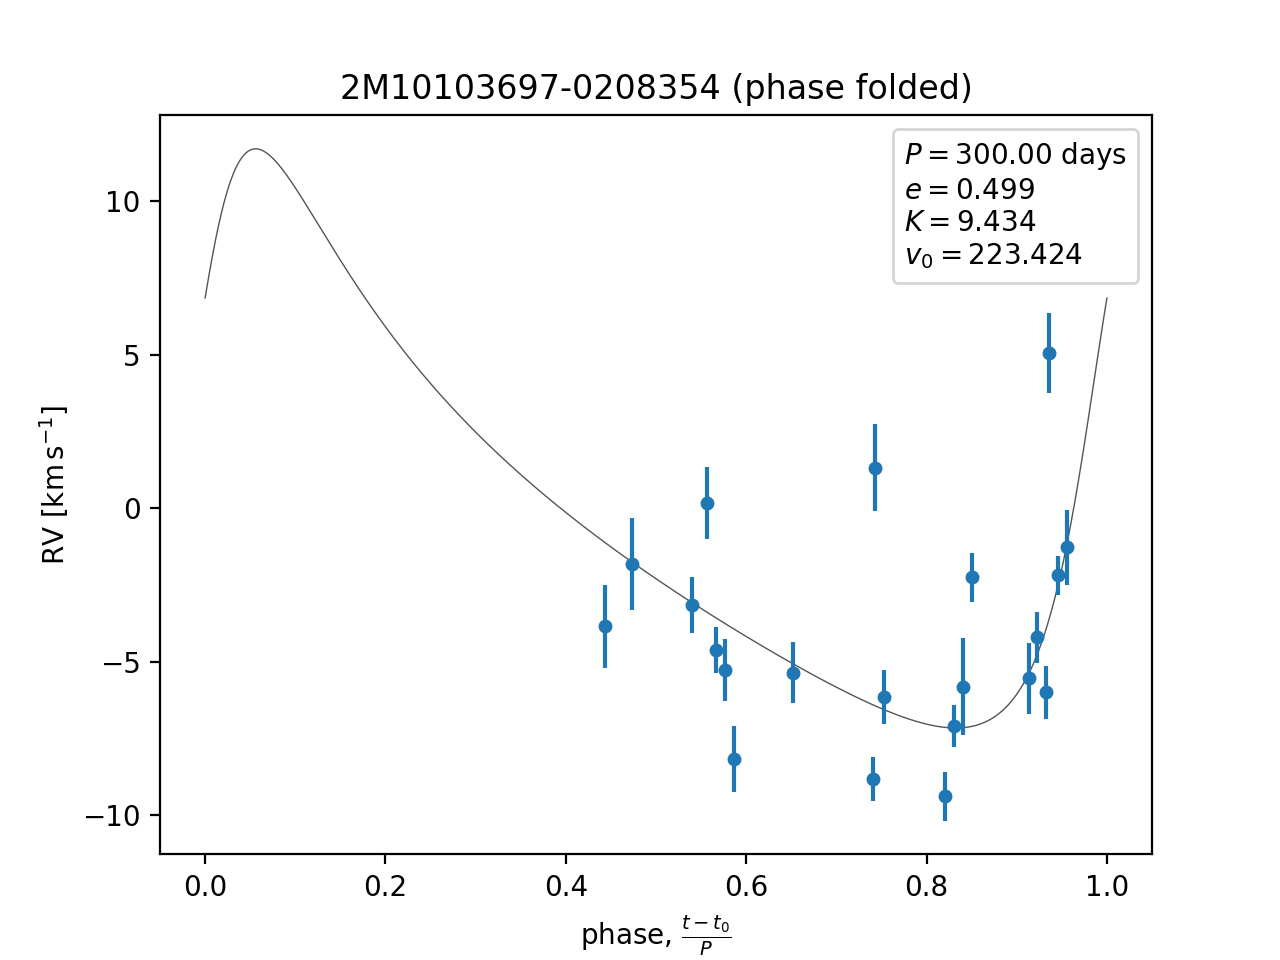 2M10103697-0208354 (phase folded)
P = 300.00 days
e = 0.499
K = 9.434
v₀ = 223.424
10
5
0
−5
−10
RV [km s⁻¹]
0.0 0.2 0.4 0.6 0.8 1.0
phase, (t − t₀)/P